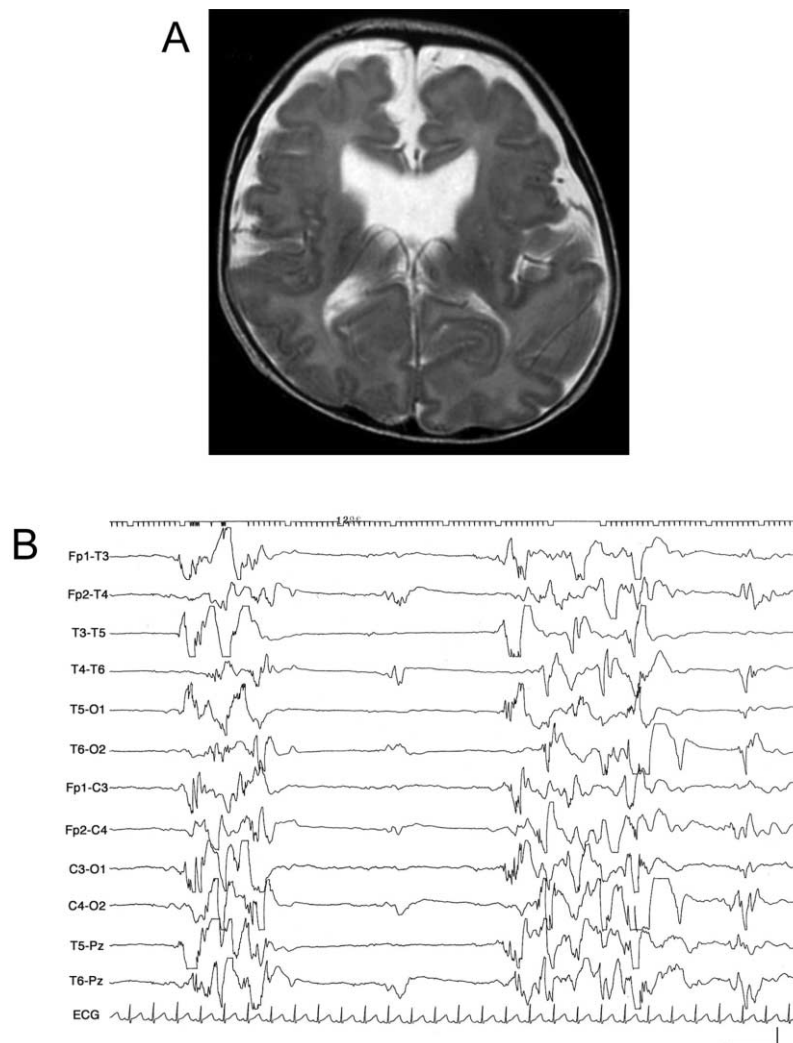 A
B
Fp1-T3
Fp2-T4
T3-T5
T4-T6
T5-O1
T6-O2
Fp1-C3
Fp2-C4
C3-O1
C4-O2
T5-Pz
T6-Pz
ECG